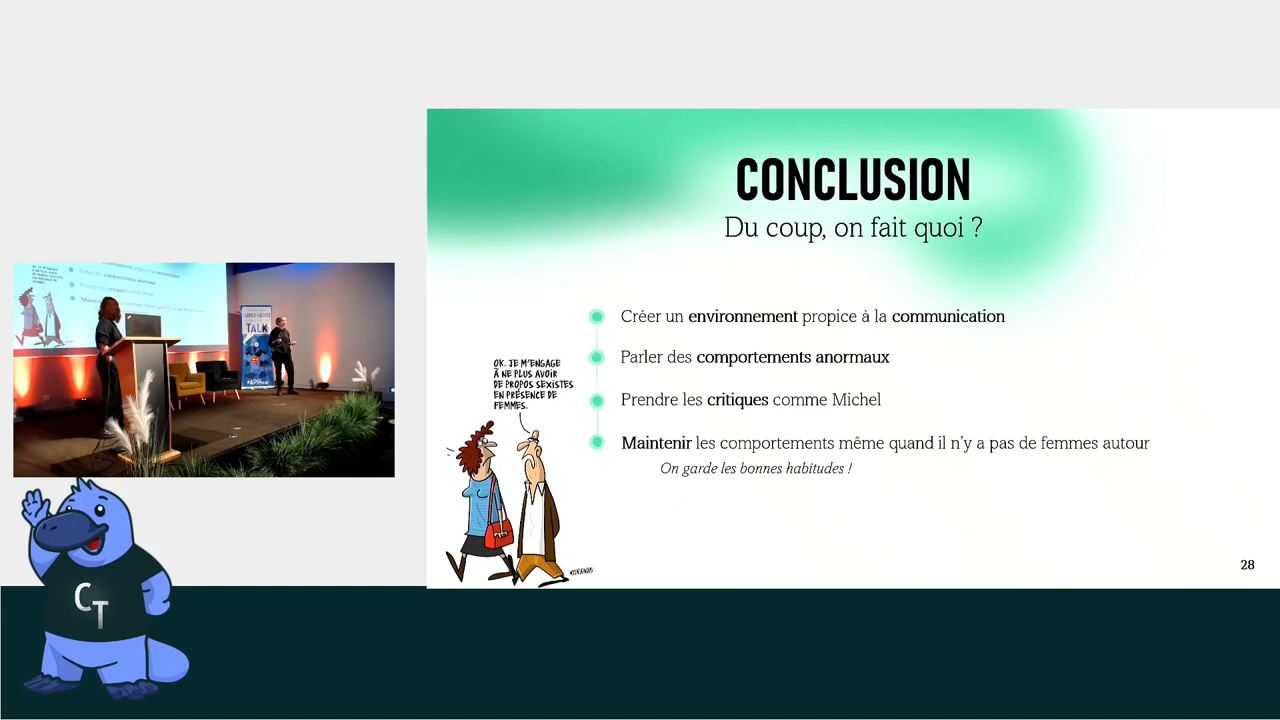 CONCLUSION
Du coup, on fait quoi ?
Créer un environnement propice à la communication
Parler des comportements anormaux
Prendre les critiques comme Michel
Maintenir les comportements même quand il n'y a pas de femmes autour
On garde les bonnes habitudes !
OK. JE M'ENGAGE
À NE PLUS AVOIR
DE PROPOS SEXISTES
EN PRÉSENCE DE
FEMMES.
28
TALK
CT